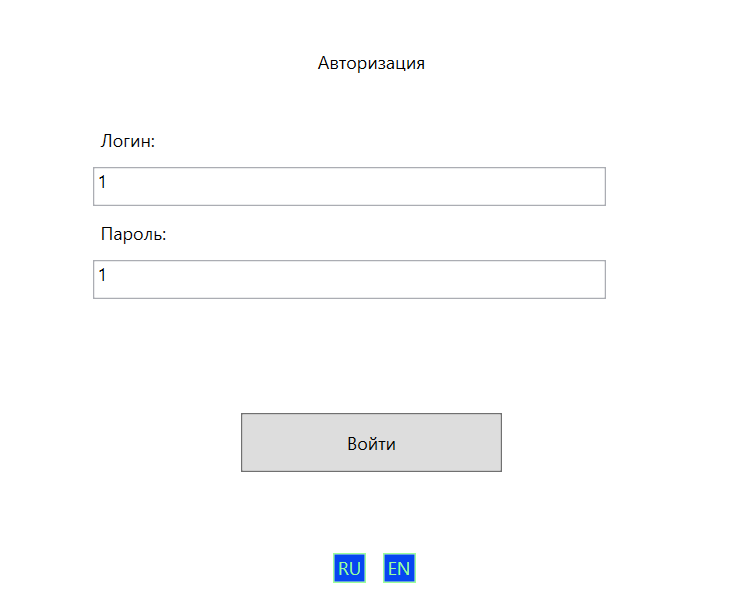 Авторизация
Логин:
1
Пароль:
1
Войти
RU EN